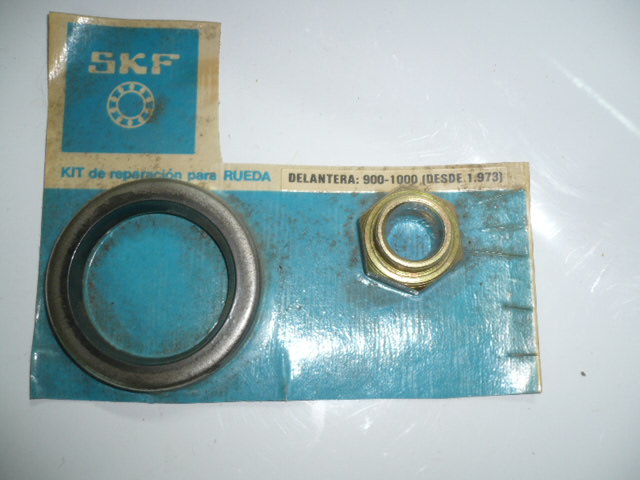 SKF
KIT de reparación para RUEDA DELANTERA: 900-1000 (DESDE.1.973)